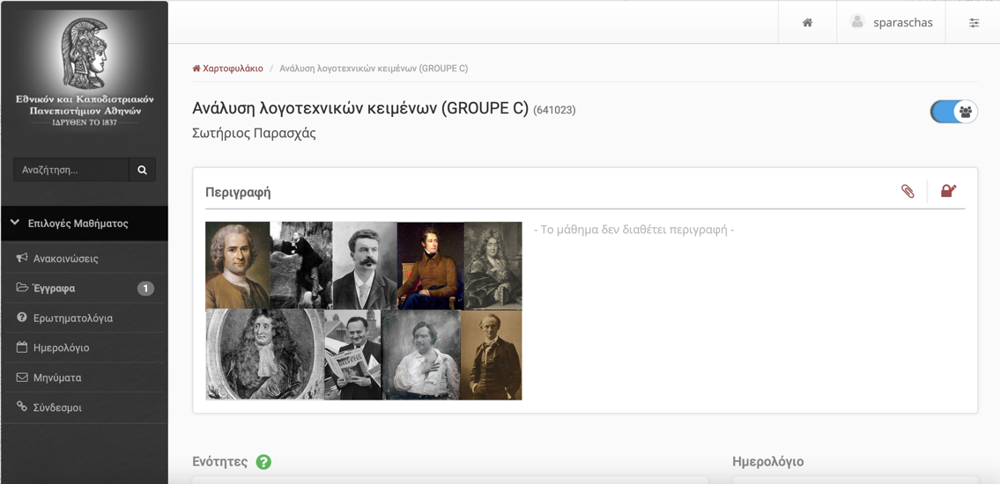 Εθνικόν και Καποδιστριακόν
Πανεπιστήμιον Αθηνών
ΙΔΡΥΘΕΝ ΤΟ 1837
sparaschas
Χαρτοφυλάκιο / Ανάλυση λογοτεχνικών κειμένων (GROUPE C)
Ανάλυση λογοτεχνικών κειμένων (GROUPE C) (641023)
Σωτήριος Παρασχάς
Αναζήτηση...
Επιλογές Μαθήματος
Ανακοινώσεις
Έγγραφα 1
Ερωτηματολόγια
Ημερολόγιο
Μηνύματα
Σύνδεσμοι
Περιγραφή
- Το μάθημα δεν διαθέτει περιγραφή -
Ενότητες ?
Ημερολόγιο